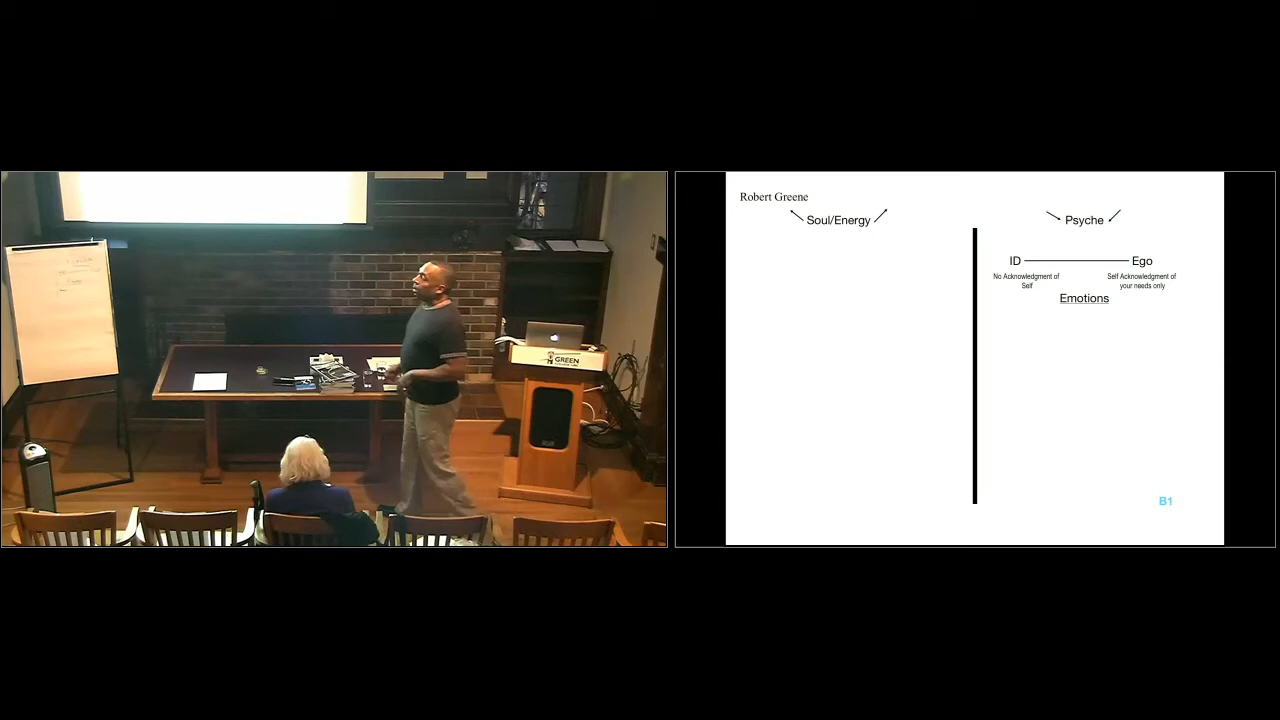 GREEN
Robert Greene
Soul/Energy
Psyche
ID
Ego
No Acknowledgment of
Self
Self Acknowledgment of
your needs only
Emotions
B1